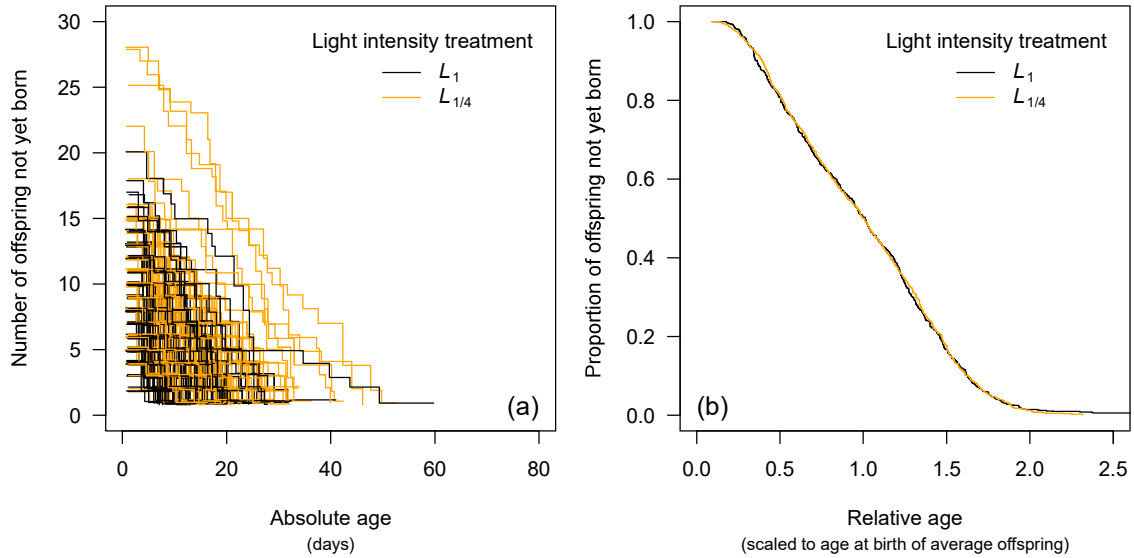 Number of offspring not yet born
30
25
20
15
10
5
0
Light intensity treatment
L1
L1/4
(a)
0
20
40
60
80
Absolute age
(days)
Proportion of offspring not yet born
1.0
0.8
0.6
0.4
0.2
0.0
Light intensity treatment
L1
L1/4
(b)
0.0
0.5
1.0
1.5
2.0
2.5
Relative age
(scaled to age at birth of average offspring)